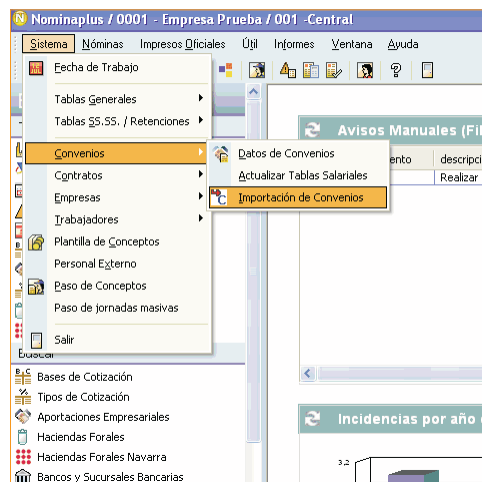 Nominaplus / 0001 - Empresa Prueba / 001 -Central
Sistema Nóminas Impresos Oficiales Útil Informes Ventana Ayuda
Fecha de Trabajo
Tablas Generales
Tablas SS.SS. / Retenciones
Convenios
Contratos
Empresas
Trabajadores
Plantilla de Conceptos
Personal Externo
Paso de Conceptos
Paso de jornadas masivas
Salir
Datos de Convenios
Actualizar Tablas Salariales
Importación de Convenios
Avisos Manuales (Fil
ento descripci
Realizar
Buscar
Bases de Cotización
Tipos de Cotización
Aportaciones Empresariales
Haciendas Forales
Haciendas Forales Navarra
Bancos y Sucursales Bancarias
Incidencias por año
3,2